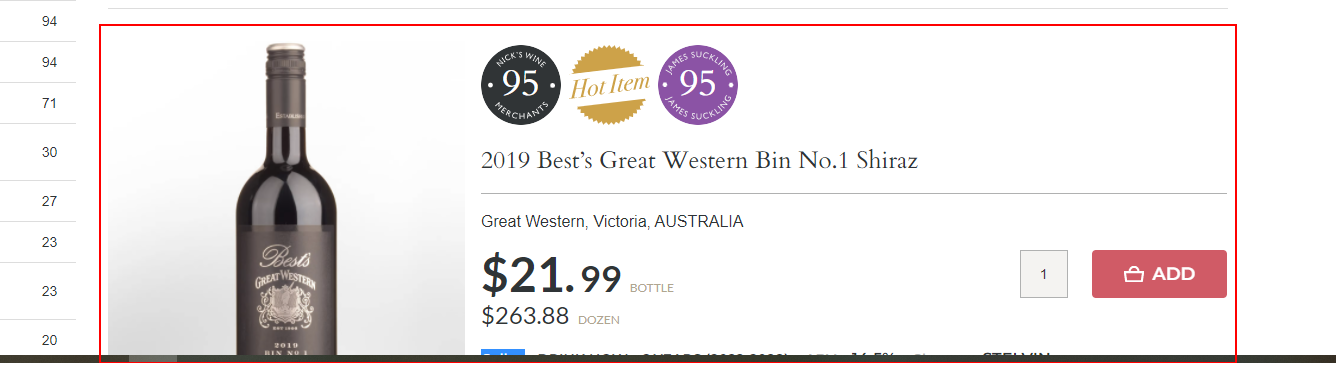 94
94
71
30
27
23
23
20
NICK'S WINE
95
MERCHANTS
Hot Item
JAMES SUCKLING
95
JAMES SUCKLING
2019 Best's Great Western Bin No.1 Shiraz
Great Western, Victoria, AUSTRALIA
$21.99 BOTTLE
1
ADD
$263.88 DOZEN
Best's
GREAT WESTERN
EST 1866
2019
BIN NO 1
STELVIN